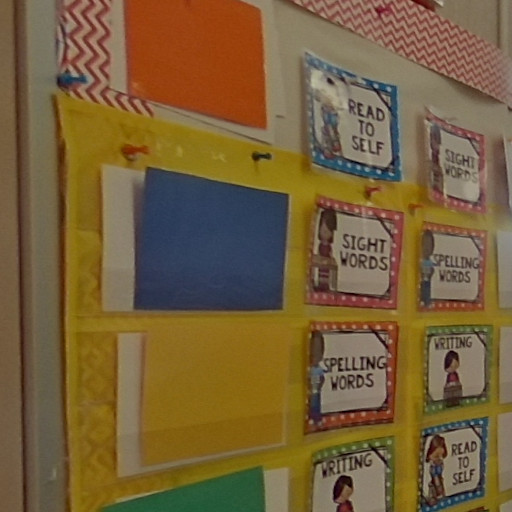 READ
TO
SELF
SIGHT
WORDS
SIGHT
WORDS
SPELLING
WORDS
SPELLING
WORDS
WRITING
WRITING
READ
TO
SELF